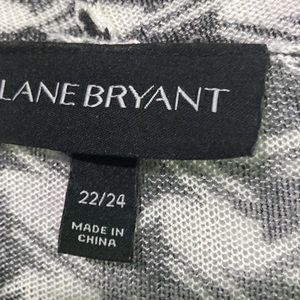 LANE BRYANT
22/24
MADE IN
CHINA